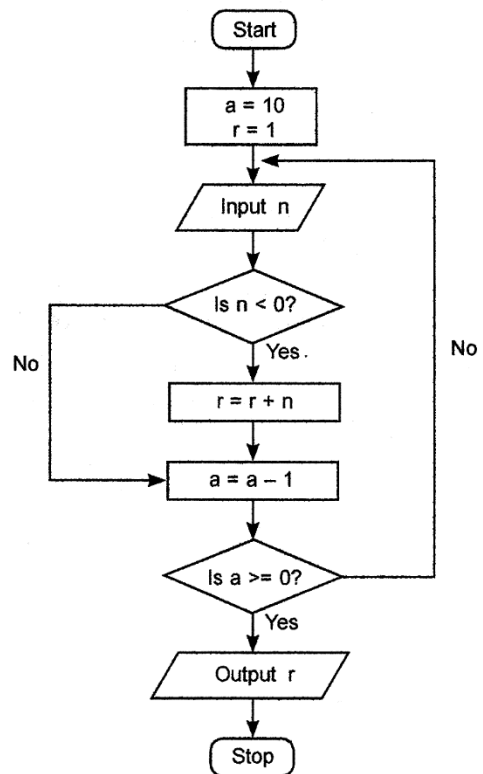 Start
a = 10
r = 1
Input n
Is n < 0?
No
Yes.
No
r = r + n
a = a – 1
Is a >= 0?
Yes
Output r
Stop